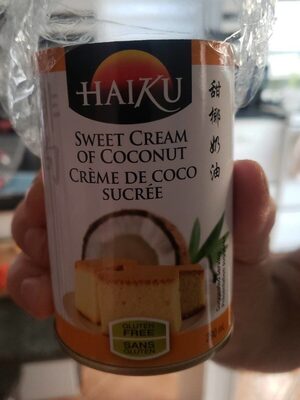 HAIKU
SWEET CREAM
OF COCONUT
CRÈME DE COCO
SUCRÉE
甜椰奶油
GLUTEN
FREE
SANS
GLUTEN